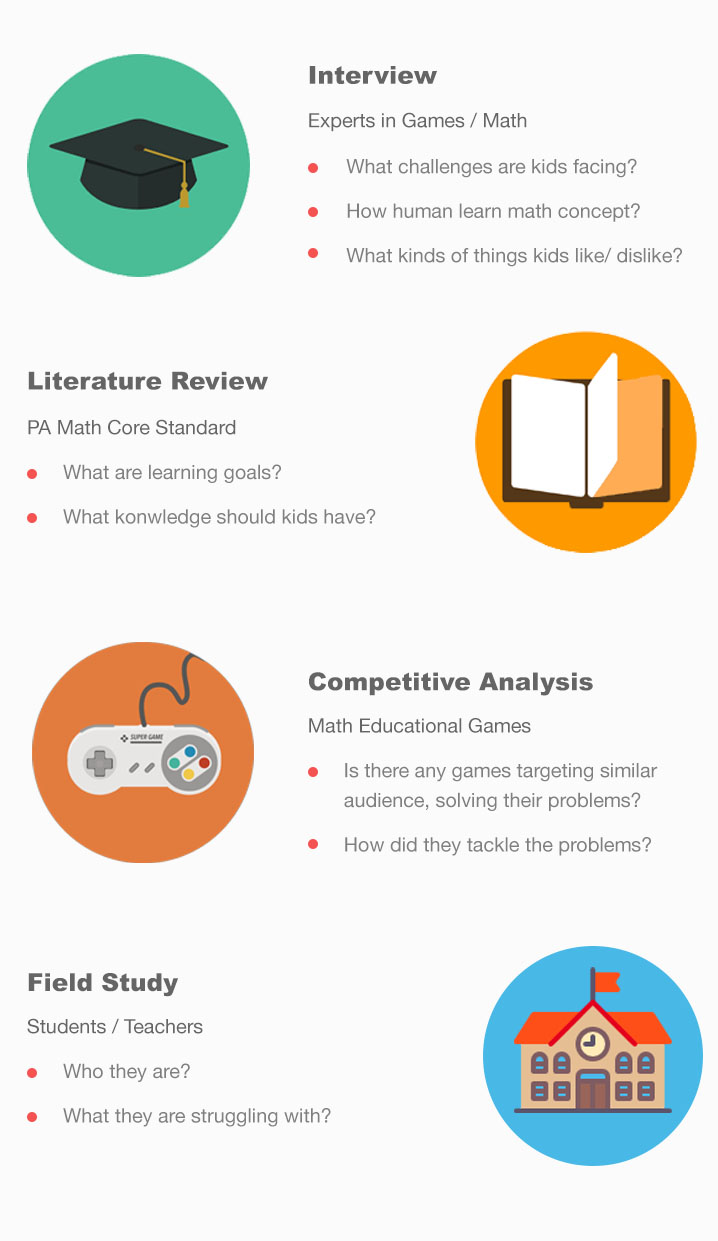 Interview
Experts in Games / Math
What challenges are kids facing?
How human learn math concept?
What kinds of things kids like/ dislike?
Literature Review
PA Math Core Standard
What are learning goals?
What konwledge should kids have?
SUPER GAME
Competitive Analysis
Math Educational Games
Is there any games targeting similar
audience, solving their problems?
How did they tackle the problems?
Field Study
Students / Teachers
Who they are?
What they are struggling with?